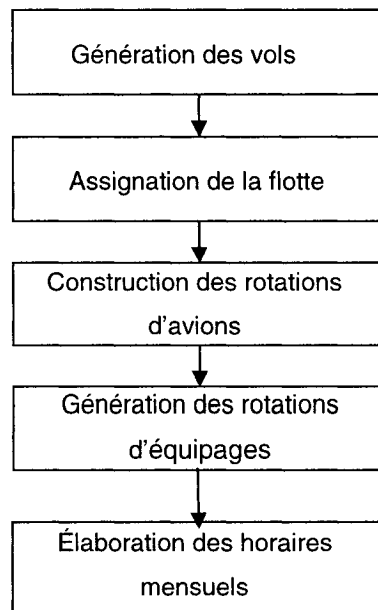 Génération des vols
Assignation de la flotte
Construction des rotations
d'avions
Génération des rotations
d'équipages
Élaboration des horaires
mensuels